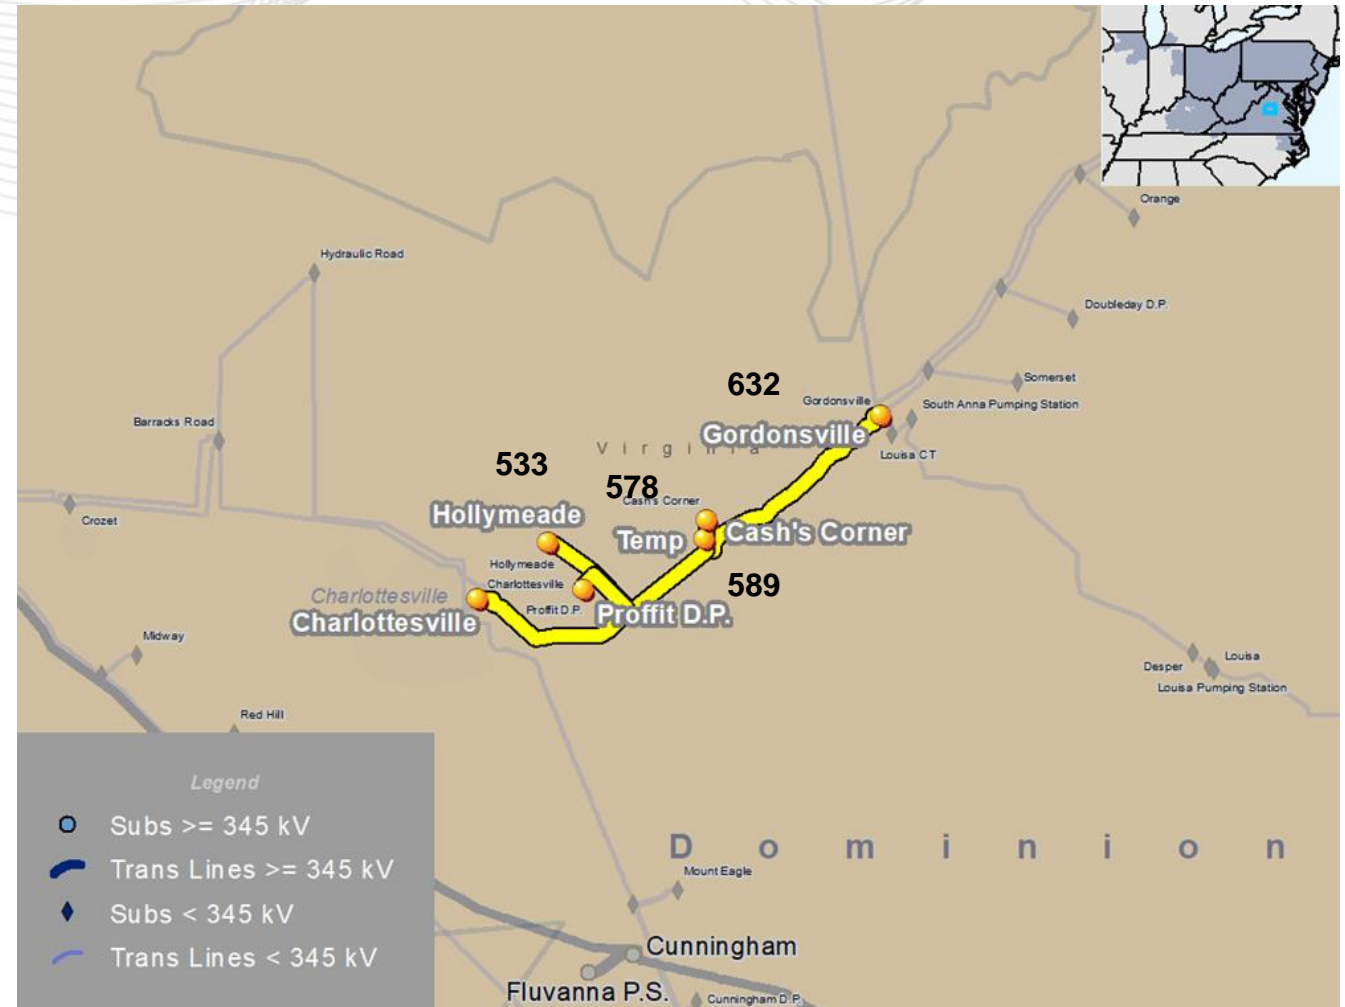 Orange
Hydraulic Road
Doubleday D.P.
Somerset
632
Gordonsville
South Anna Pumping Station
Barracks Road
Gordonsville
Virginia
Louisa CT
533
578
Cash's Corner
Hollymeade
Crozet
Temp
Cash's Corner
Hollymeade
Charlottesville
589
Charlottesville
Proffit D.P.
Proffit D.P.
Charlottesville
Midway
Desper
Louisa
Louisa Pumping Station
Red Hill
Legend
Subs >= 345 kV
Trans Lines >= 345 kV
Subs < 345 kV
Trans Lines < 345 kV
Dominion
Mount Eagle
Cunningham
Fluvanna P.S.
Cunningham D.P.